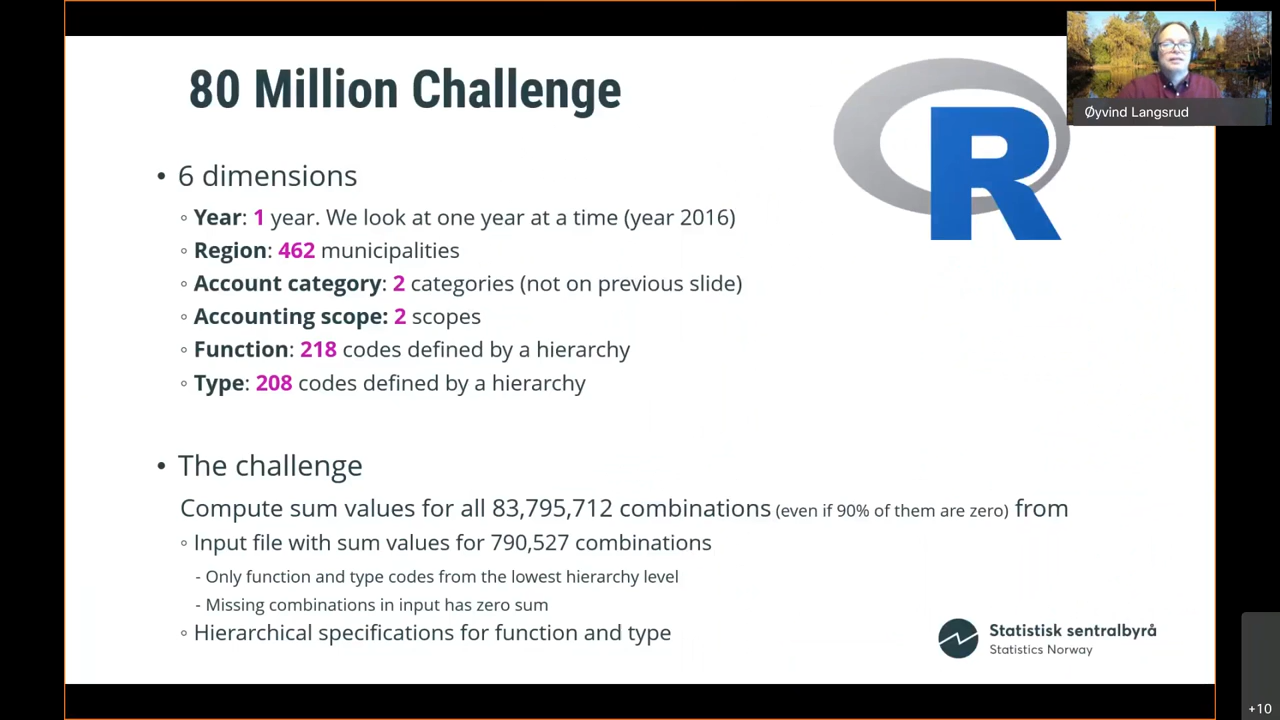 80 Million Challenge
R
Øyvind Langsrud
• 6 dimensions
◦ Year: 1 year. We look at one year at a time (year 2016)
◦ Region: 462 municipalities
◦ Account category: 2 categories (not on previous slide)
◦ Accounting scope: 2 scopes
◦ Function: 218 codes defined by a hierarchy
◦ Type: 208 codes defined by a hierarchy
• The challenge
Compute sum values for all 83,795,712 combinations (even if 90% of them are zero) from
◦ Input file with sum values for 790,527 combinations
- Only function and type codes from the lowest hierarchy level
- Missing combinations in input has zero sum
◦ Hierarchical specifications for function and type
Statistisk sentralbyrå
Statistics Norway
+10